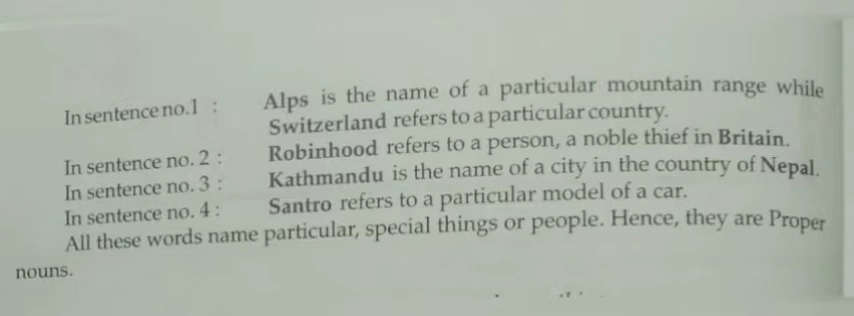 In sentence no.1 : Alps is the name of a particular mountain range while
Switzerland refers to a particular country.
In sentence no. 2 : Robinhood refers to a person, a noble thief in Britain.
In sentence no. 3 : Kathmandu is the name of a city in the country of Nepal.
In sentence no. 4 : Santro refers to a particular model of a car.
All these words name particular, special things or people. Hence, they are Proper
nouns.